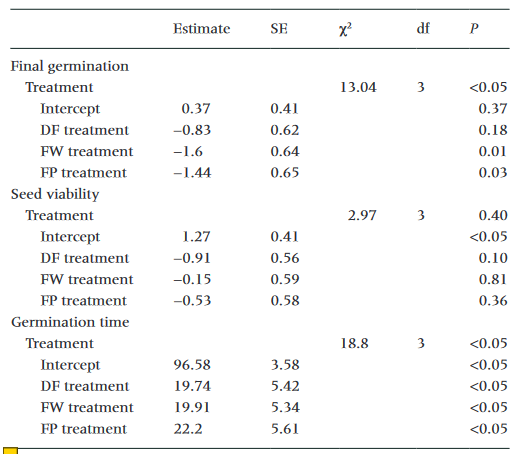 Estimate SE χ² df P
Final germination
Treatment 13.04 3 <0.05
Intercept 0.37 0.41 0.37
DF treatment −0.83 0.62 0.18
FW treatment −1.6 0.64 0.01
FP treatment −1.44 0.65 0.03
Seed viability
Treatment 2.97 3 0.40
Intercept 1.27 0.41 <0.05
DF treatment −0.91 0.56 0.10
FW treatment −0.15 0.59 0.81
FP treatment −0.53 0.58 0.36
Germination time
Treatment 18.8 3 <0.05
Intercept 96.58 3.58 <0.05
DF treatment 19.74 5.42 <0.05
FW treatment 19.91 5.34 <0.05
FP treatment 22.2 5.61 <0.05